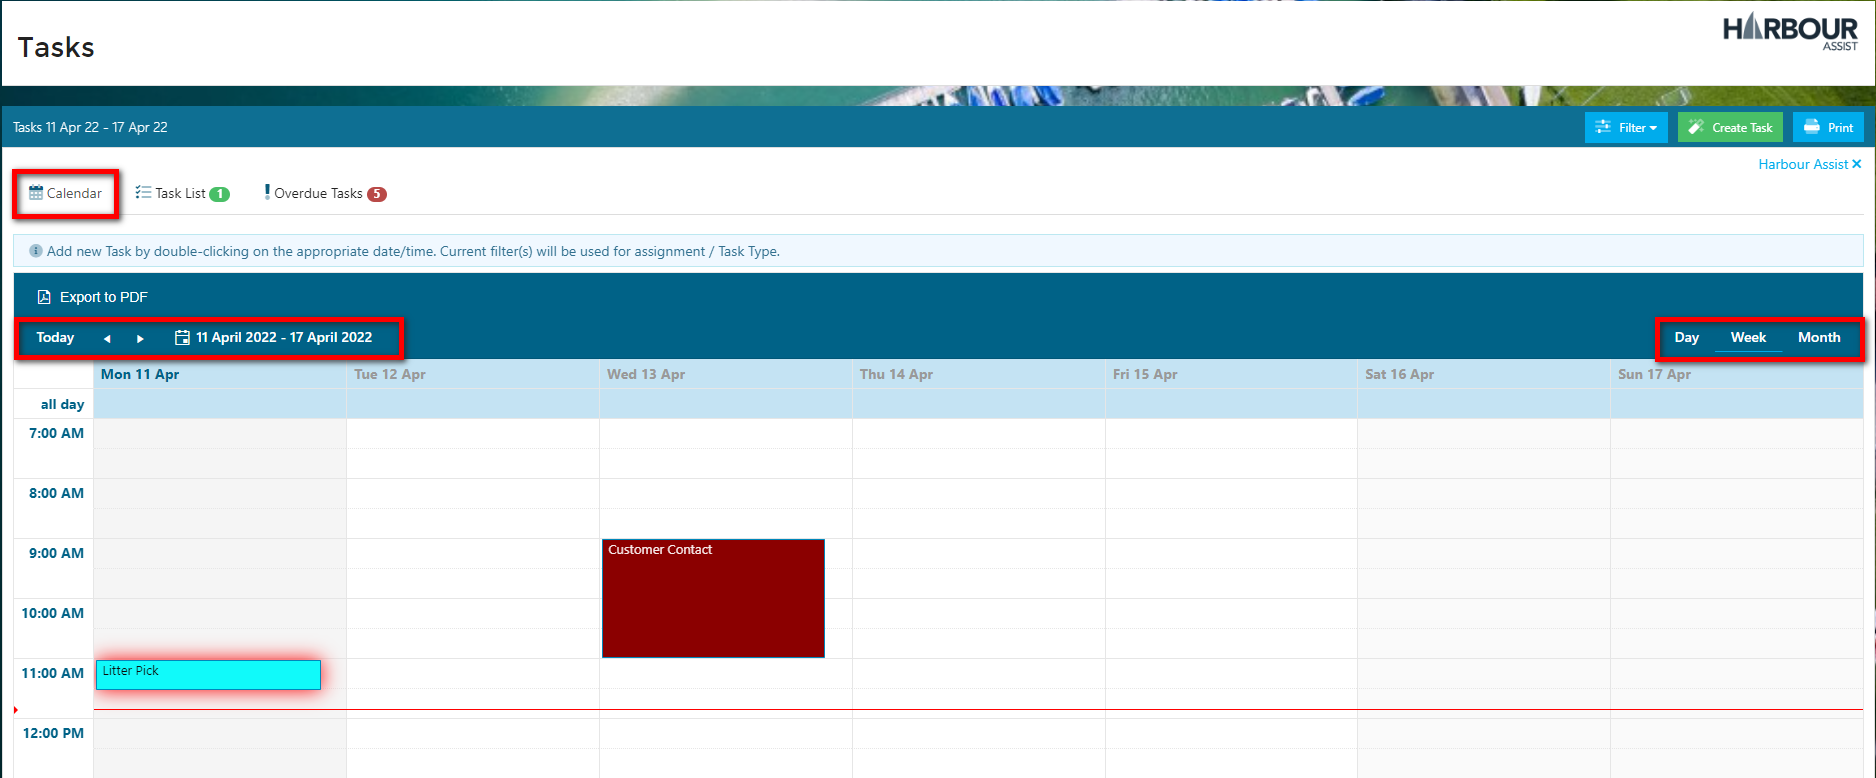 Tasks
HARBOUR
ASSIST
Tasks 11 Apr 22 - 17 Apr 22
Filter
Create Task
Print
Harbour Assist ✕
Calendar
Task List 1
Overdue Tasks 5
Add new Task by double-clicking on the appropriate date/time. Current filter(s) will be used for assignment / Task Type.
Export to PDF
Today
11 April 2022 - 17 April 2022
Day
Week
Month
Mon 11 Apr
Tue 12 Apr
Wed 13 Apr
Thu 14 Apr
Fri 15 Apr
Sat 16 Apr
Sun 17 Apr
all day
7:00 AM
8:00 AM
9:00 AM
Customer Contact
10:00 AM
11:00 AM
Litter Pick
12:00 PM